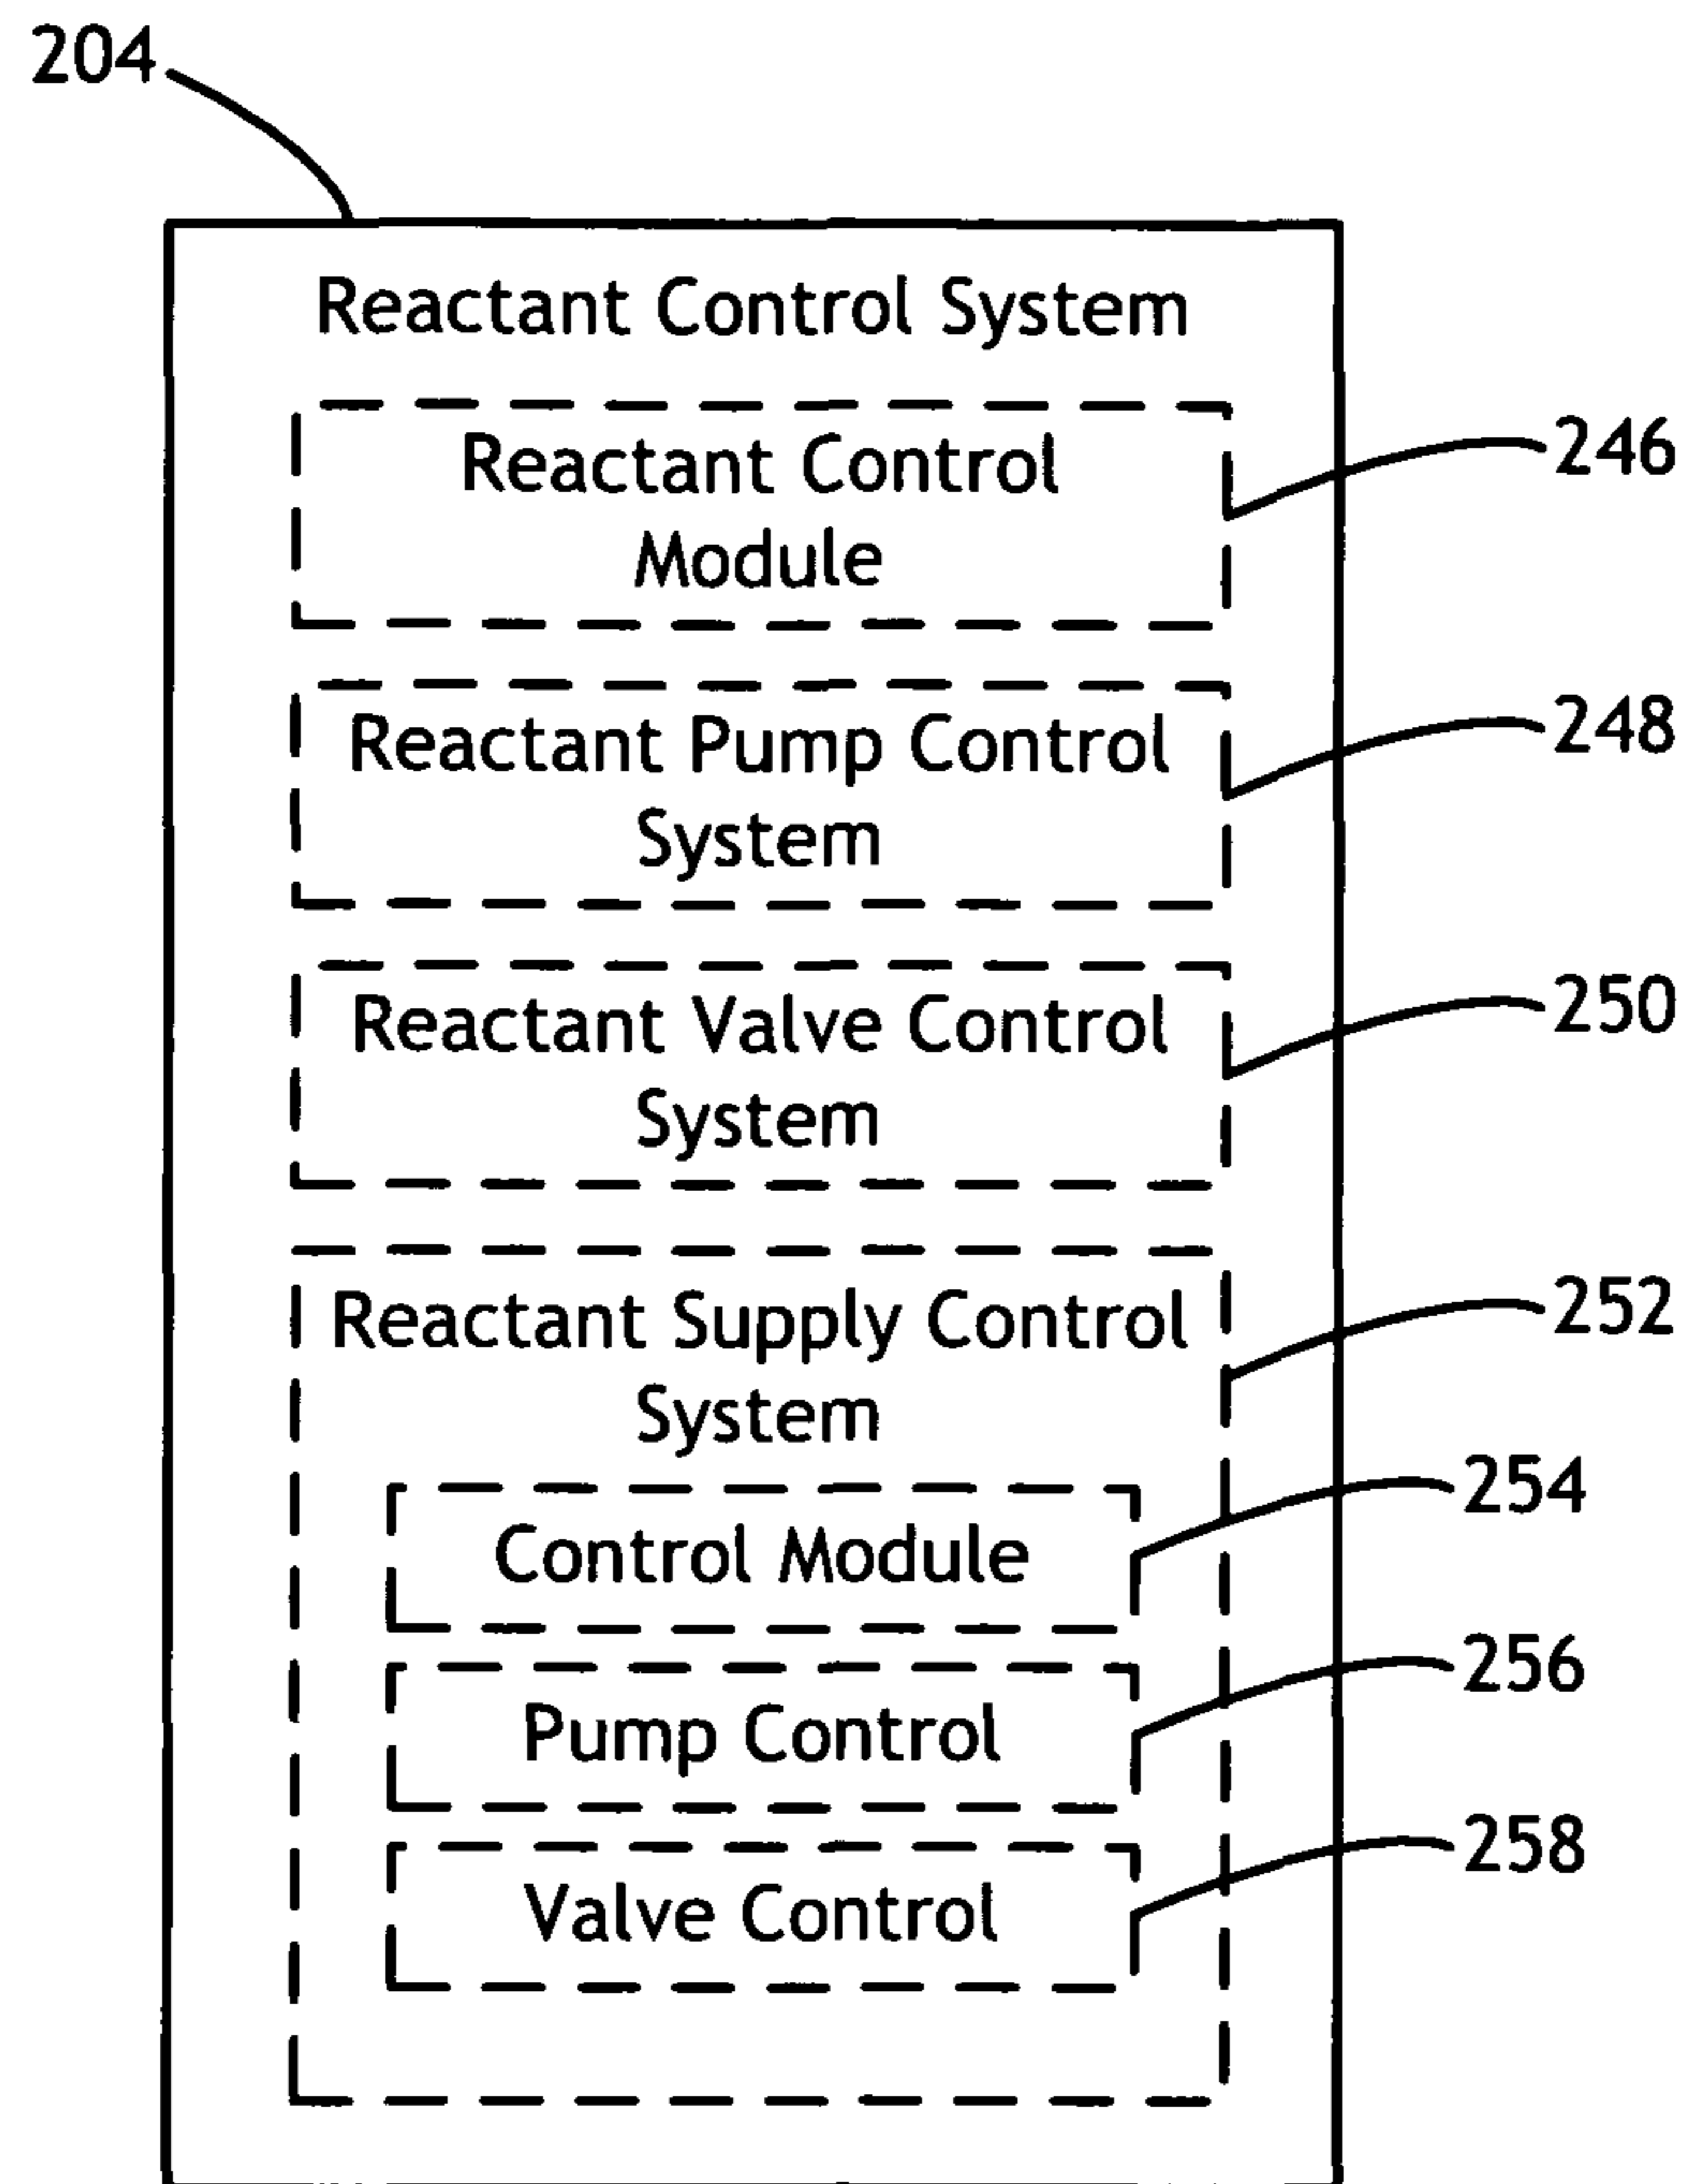 204
Reactant Control System
Reactant Control
Module
246
Reactant Pump Control
System
248
Reactant Valve Control
System
250
Reactant Supply Control
System
252
Control Module
254
Pump Control
256
Valve Control
258